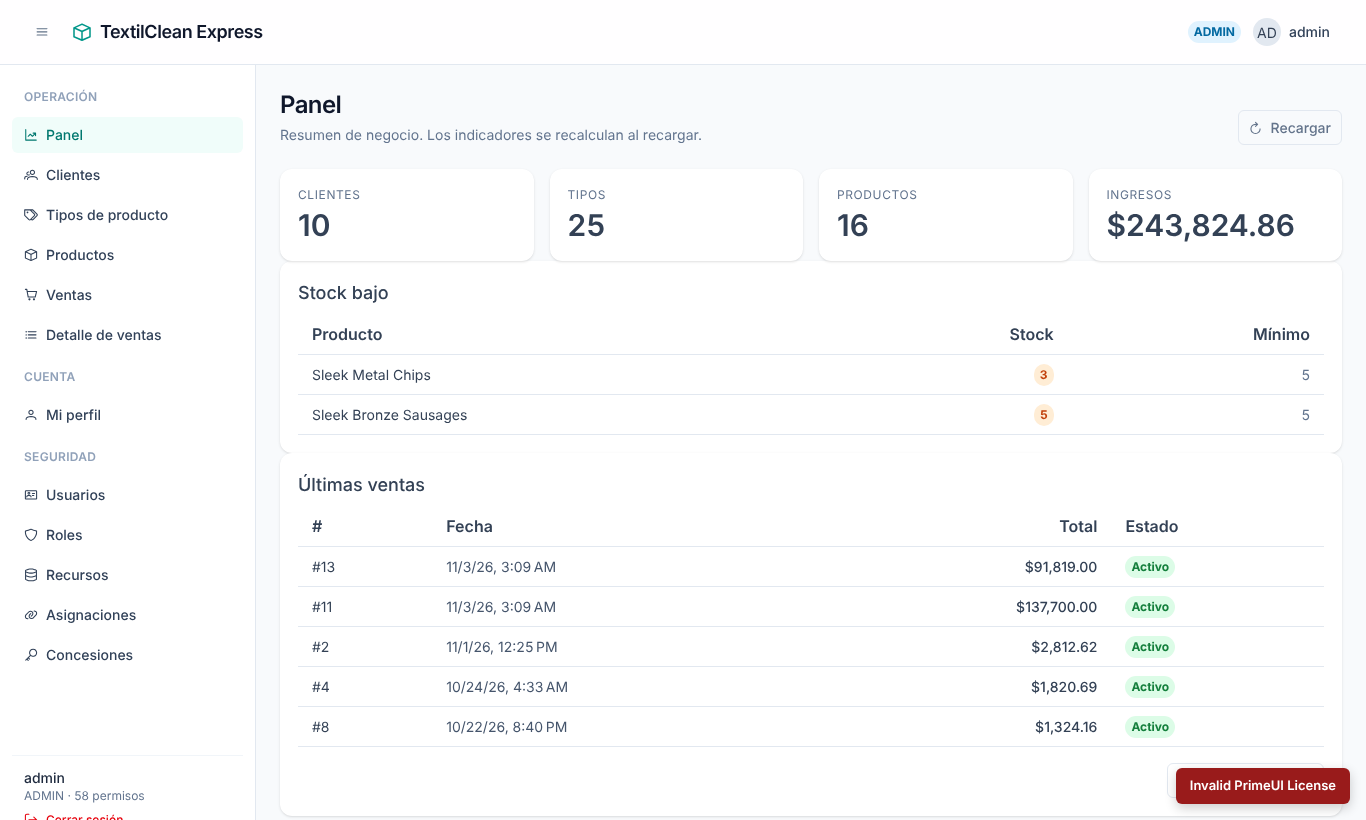 TextilClean Express
ADMIN
AD
admin
OPERACIÓN
Panel
Clientes
Tipos de producto
Productos
Ventas
Detalle de ventas
CUENTA
Mi perfil
SEGURIDAD
Usuarios
Roles
Recursos
Asignaciones
Concesiones
admin
ADMIN · 58 permisos
Cerrar sesión
Panel
Resumen de negocio. Los indicadores se recalculan al recargar.
Recargar
CLIENTES
10
TIPOS
25
PRODUCTOS
16
INGRESOS
$243,824.86
Stock bajo
Producto Stock Mínimo
Sleek Metal Chips 3 5
Sleek Bronze Sausages 5 5
Últimas ventas
# Fecha Total Estado
#13 11/3/26, 3:09 AM $91,819.00 Activo
#11 11/3/26, 3:09 AM $137,700.00 Activo
#2 11/1/26, 12:25 PM $2,812.62 Activo
#4 10/24/26, 4:33 AM $1,820.69 Activo
#8 10/22/26, 8:40 PM $1,324.16 Activo
Invalid PrimeUI License